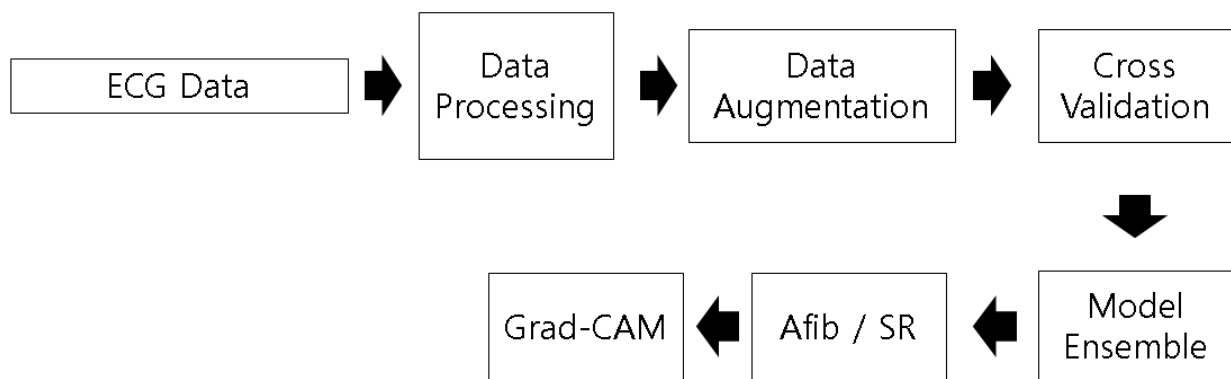 ECG Data
Data
Processing
Data
Augmentation
Cross
Validation
Model
Ensemble
Afib / SR
Grad-CAM